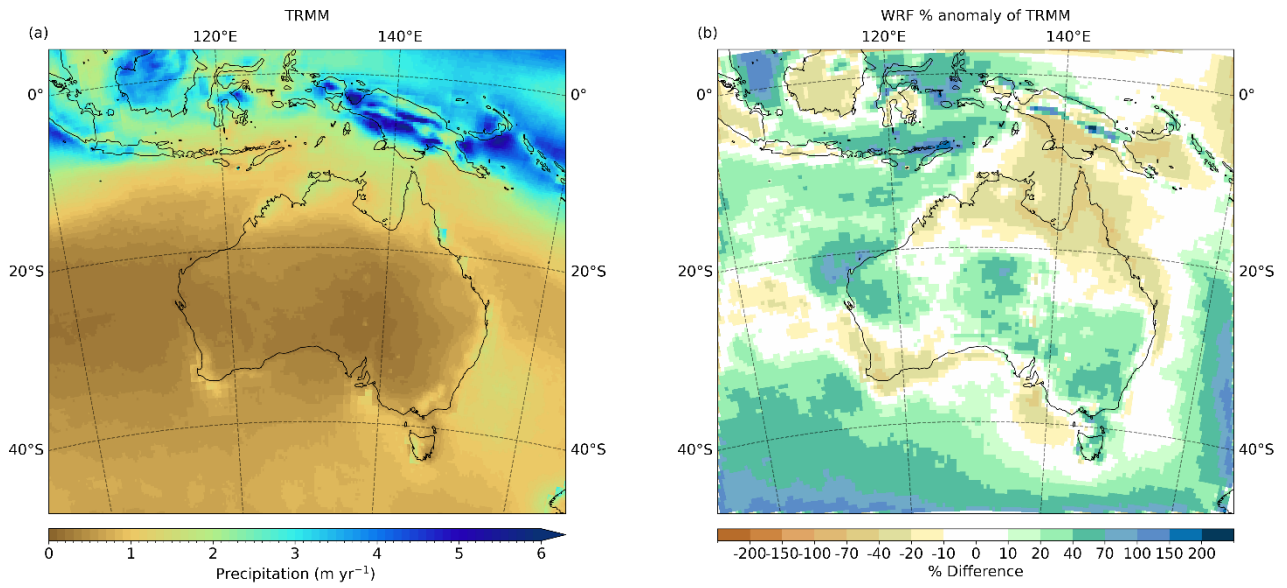 TRMM
(a)
120°E
140°E
0°
0°
20°S
20°S
40°S
40°S
0
1
2
3
4
5
6
Precipitation (m yr⁻¹)
WRF % anomaly of TRMM
(b)
120°E
140°E
0°
0°
20°S
20°S
40°S
40°S
-200 -150 -100 -70 -40 -20 -10 0 10 20 40 70 100 150 200
% Difference